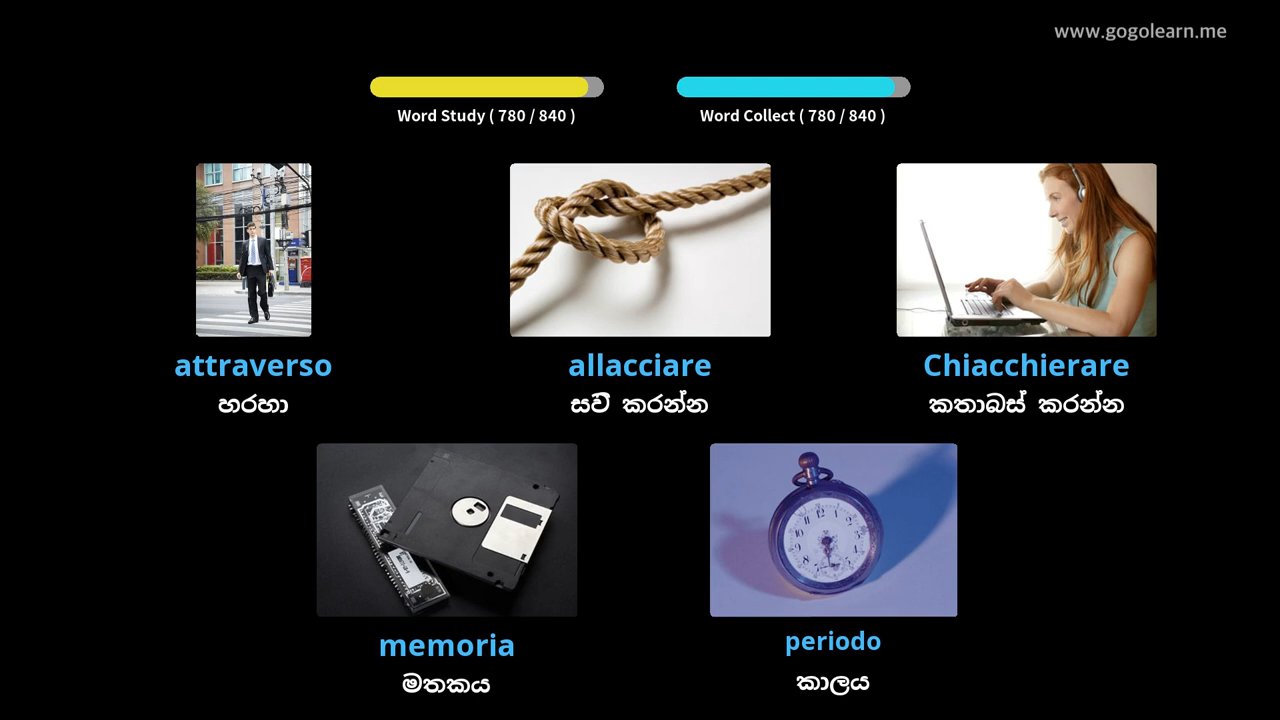 www.gogolearn.me
Word Study ( 780 / 840 )
Word Collect ( 780 / 840 )
attraverso
හරහා
allacciare
සවි කරන්න
Chiacchierare
කතාබස් කරන්න
memoria
මතකය
periodo
කාලය